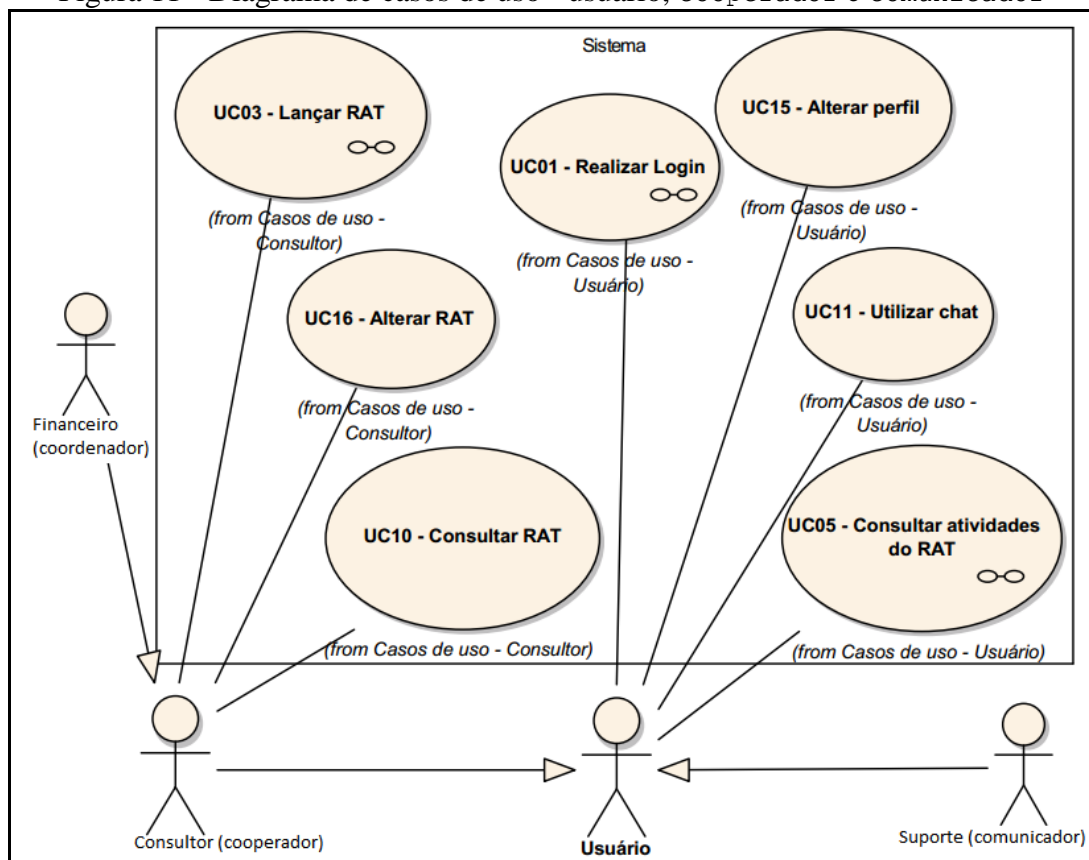 Figura 11 - Diagrama de casos de uso - usuário, cooperador e comunicador
Sistema
UC03 - Lançar RAT
(from Casos de uso -
Consultor)
UC01 - Realizar Login
(from Casos de uso -
Usuário)
UC15 - Alterar perfil
(from Casos de uso -
Usuário)
UC16 - Alterar RAT
(from Casos de uso -
Consultor)
UC11 - Utilizar chat
(from Casos de uso -
Usuário)
Financeiro
(coordenador)
UC10 - Consultar RAT
(from Casos de uso - Consultor)
UC05 - Consultar atividades
do RAT
(from Casos de uso - Usuário)
Consultor (cooperador)
Usuário
Suporte (comunicador)